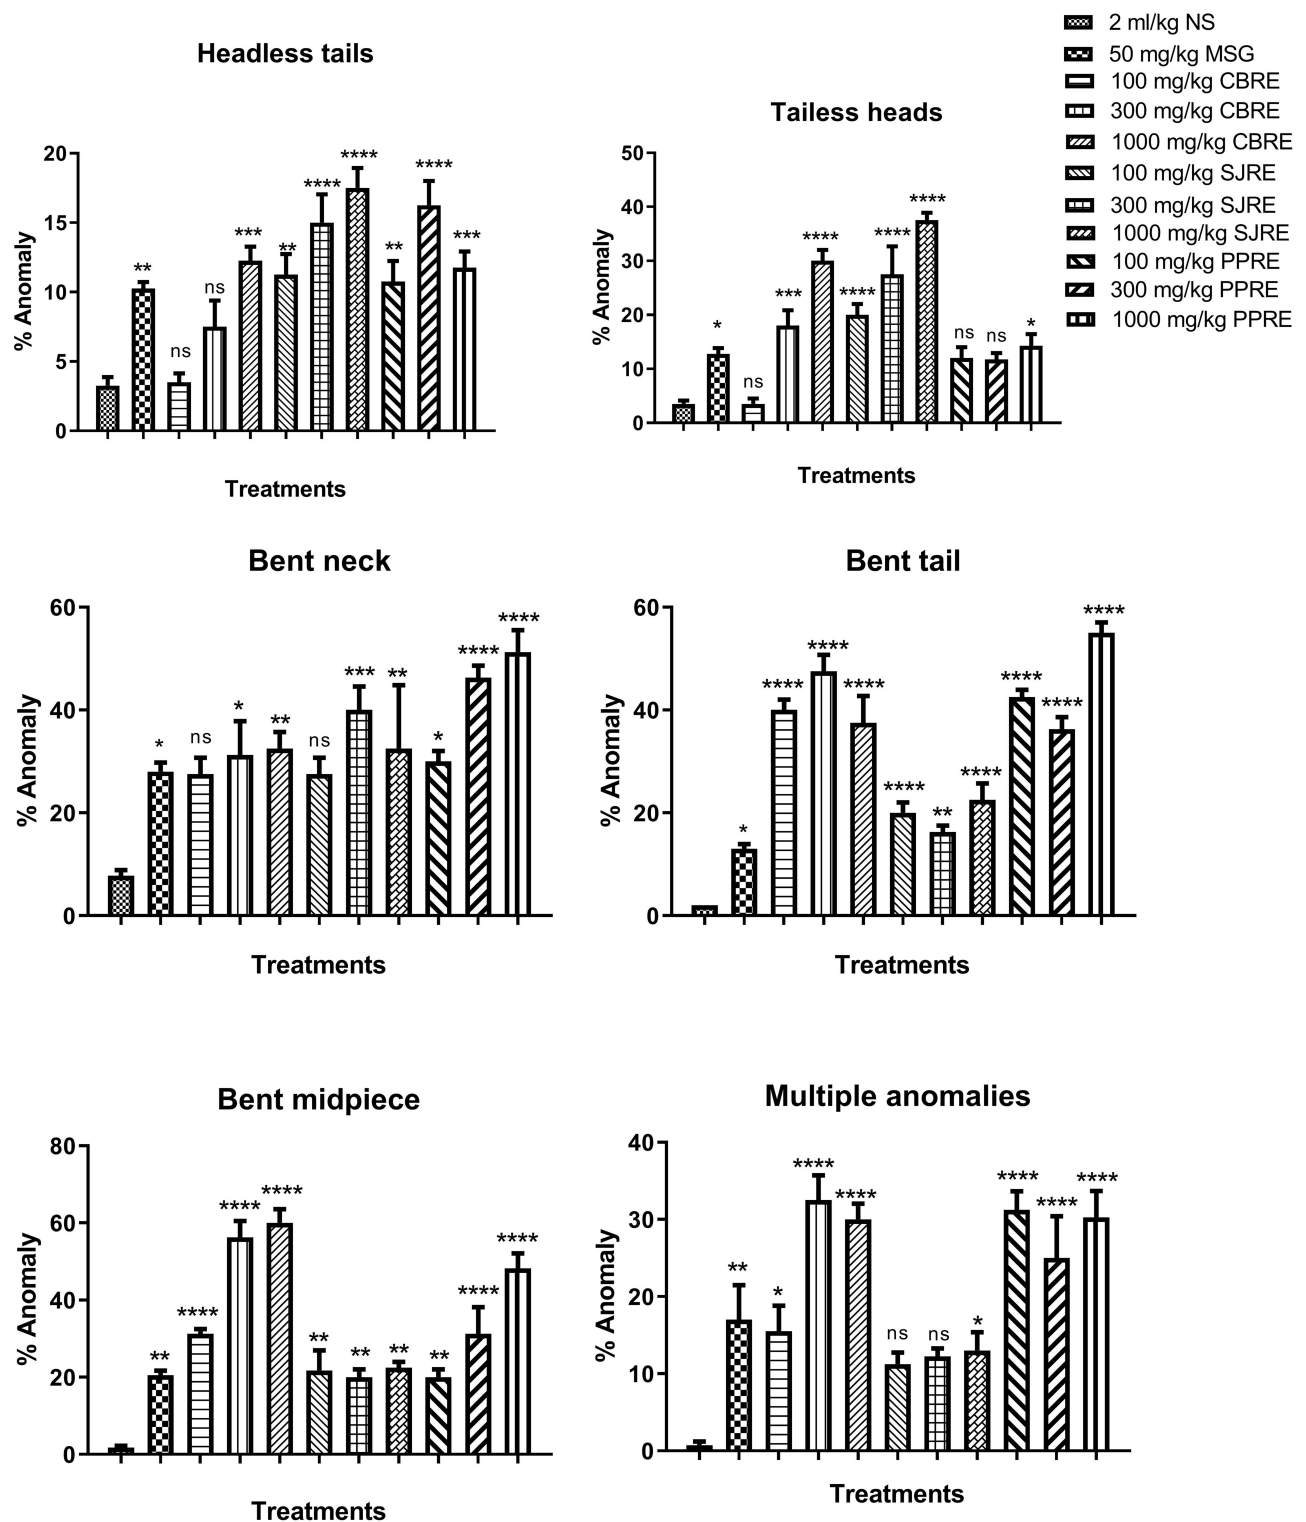 2 ml/kg NS
50 mg/kg MSG
100 mg/kg CBRE
300 mg/kg CBRE
1000 mg/kg CBRE
100 mg/kg SJRE
300 mg/kg SJRE
1000 mg/kg SJRE
100 mg/kg PPRE
300 mg/kg PPRE
1000 mg/kg PPRE
Headless tails
% Anomaly
20
15
10
5
0
** ns ns *** ** **** **** ** **** ***
Treatments
Tailess heads
% Anomaly
50
40
30
20
10
0
* ns *** **** **** **** **** ns ns *
Treatments
Bent neck
% Anomaly
60
40
20
0
* ns * ** ns *** ** * **** ****
Treatments
Bent tail
% Anomaly
60
40
20
0
* **** **** **** **** ** **** **** **** ****
Treatments
Bent midpiece
% Anomaly
80
60
40
20
0
** **** **** **** ** ** ** ** **** ****
Treatments
Multiple anomalies
% Anomaly
40
30
20
10
0
** * **** **** ns ns * **** **** ****
Treatments